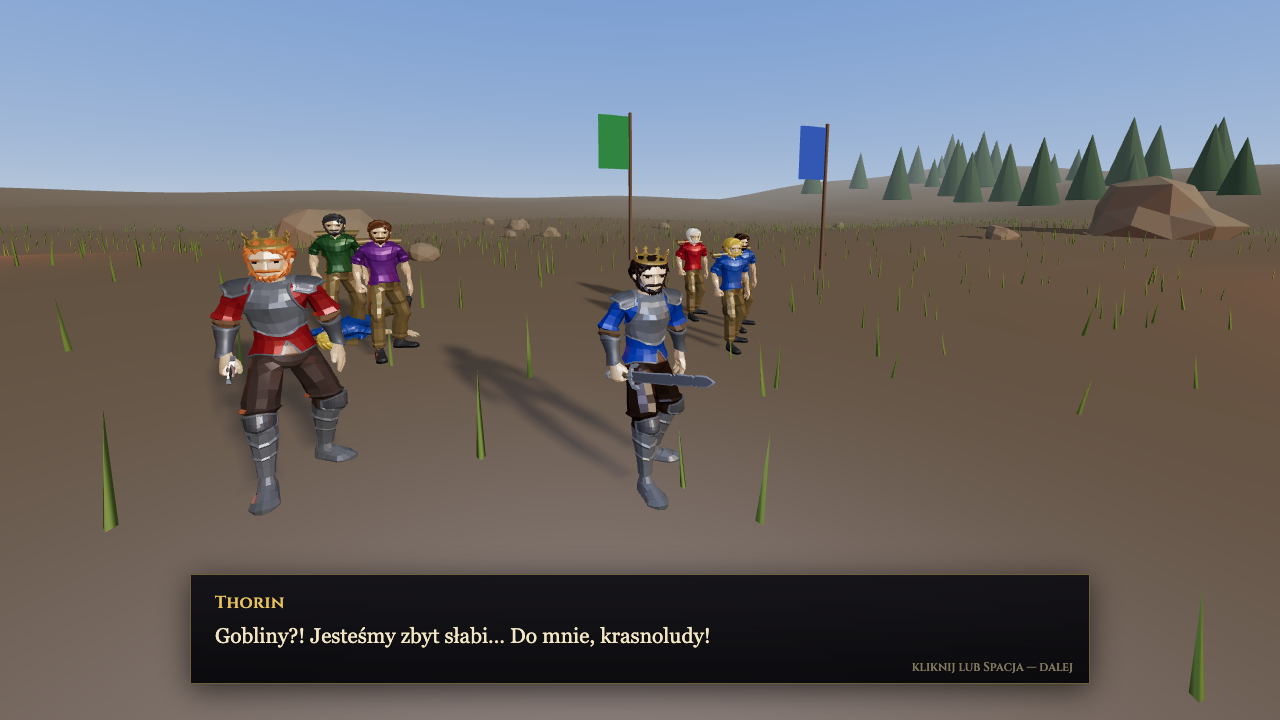 Thorin
Gobliny?! Jesteśmy zbyt słabi... Do mnie, krasnoludy!
kliknij lub Spacja — dalej